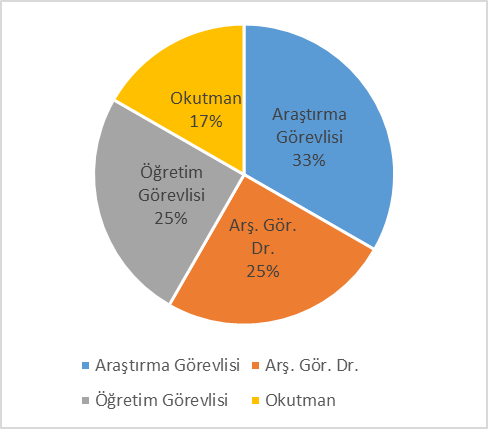 Okutman
17%
Araştırma
Görevlisi
33%
Öğretim
Görevlisi
25%
Arş. Gör.
Dr.
25%
Araştırma Görevlisi
Arş. Gör. Dr.
Öğretim Görevlisi
Okutman